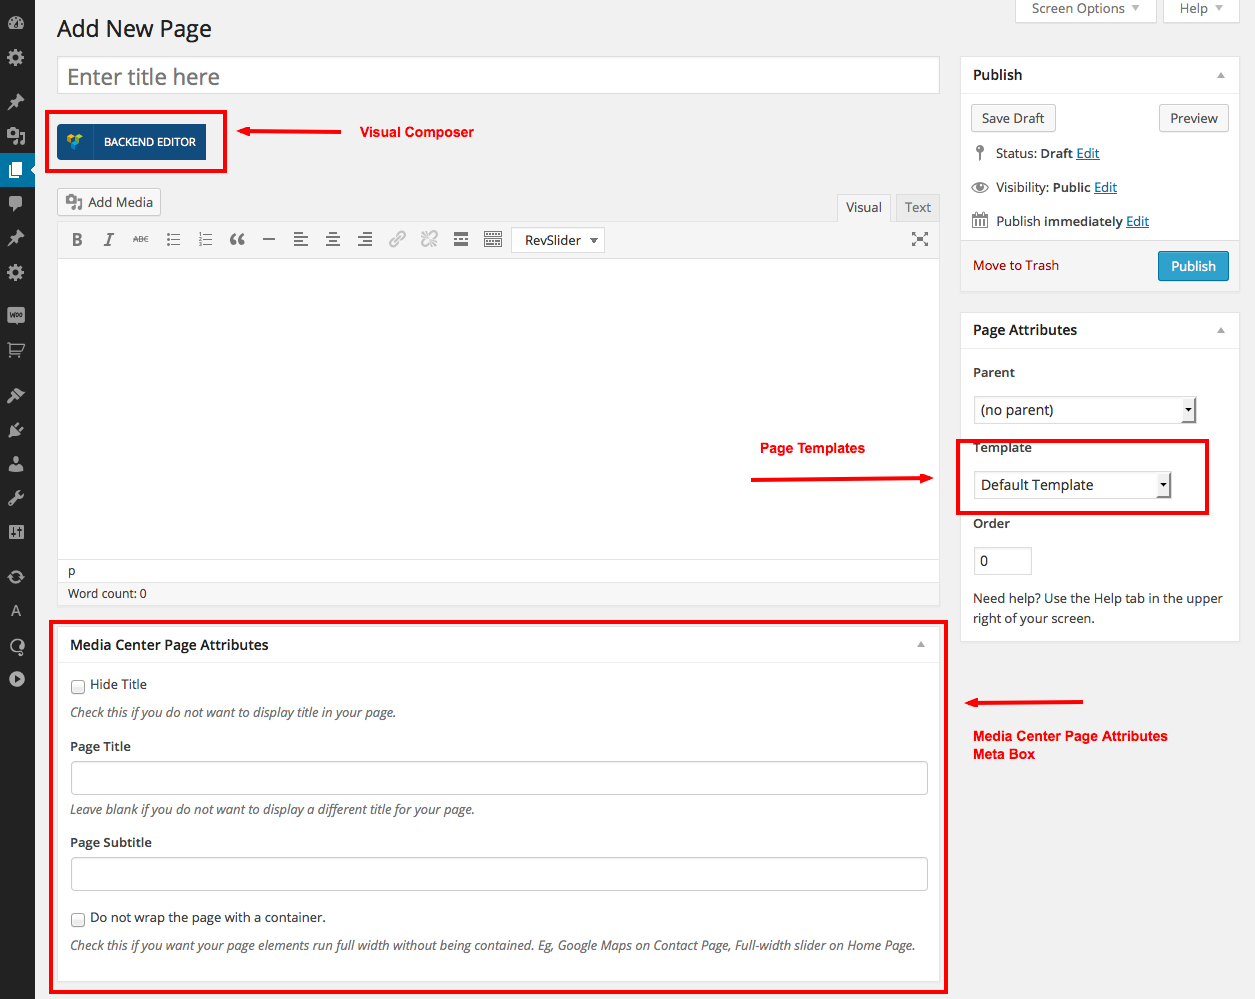 Screen Options
Help
Add New Page
Enter title here
BACKEND EDITOR
Visual Composer
Add Media
Visual
Text
B I ABC
RevSlider
p
Word count: 0
Publish
Save Draft
Preview
Status: Draft Edit
Visibility: Public Edit
Publish immediately Edit
Move to Trash
Publish
Page Attributes
Parent
(no parent)
Page Templates
Template
Default Template
Order
0
Need help? Use the Help tab in the upper
right of your screen.
Media Center Page Attributes
Hide Title
Check this if you do not want to display title in your page.
Page Title
Leave blank if you do not want to display a different title for your page.
Page Subtitle
Do not wrap the page with a container.
Check this if you want your page elements run full width without being contained. Eg, Google Maps on Contact Page, Full-width slider on Home Page.
Media Center Page Attributes
Meta Box
WOO
A